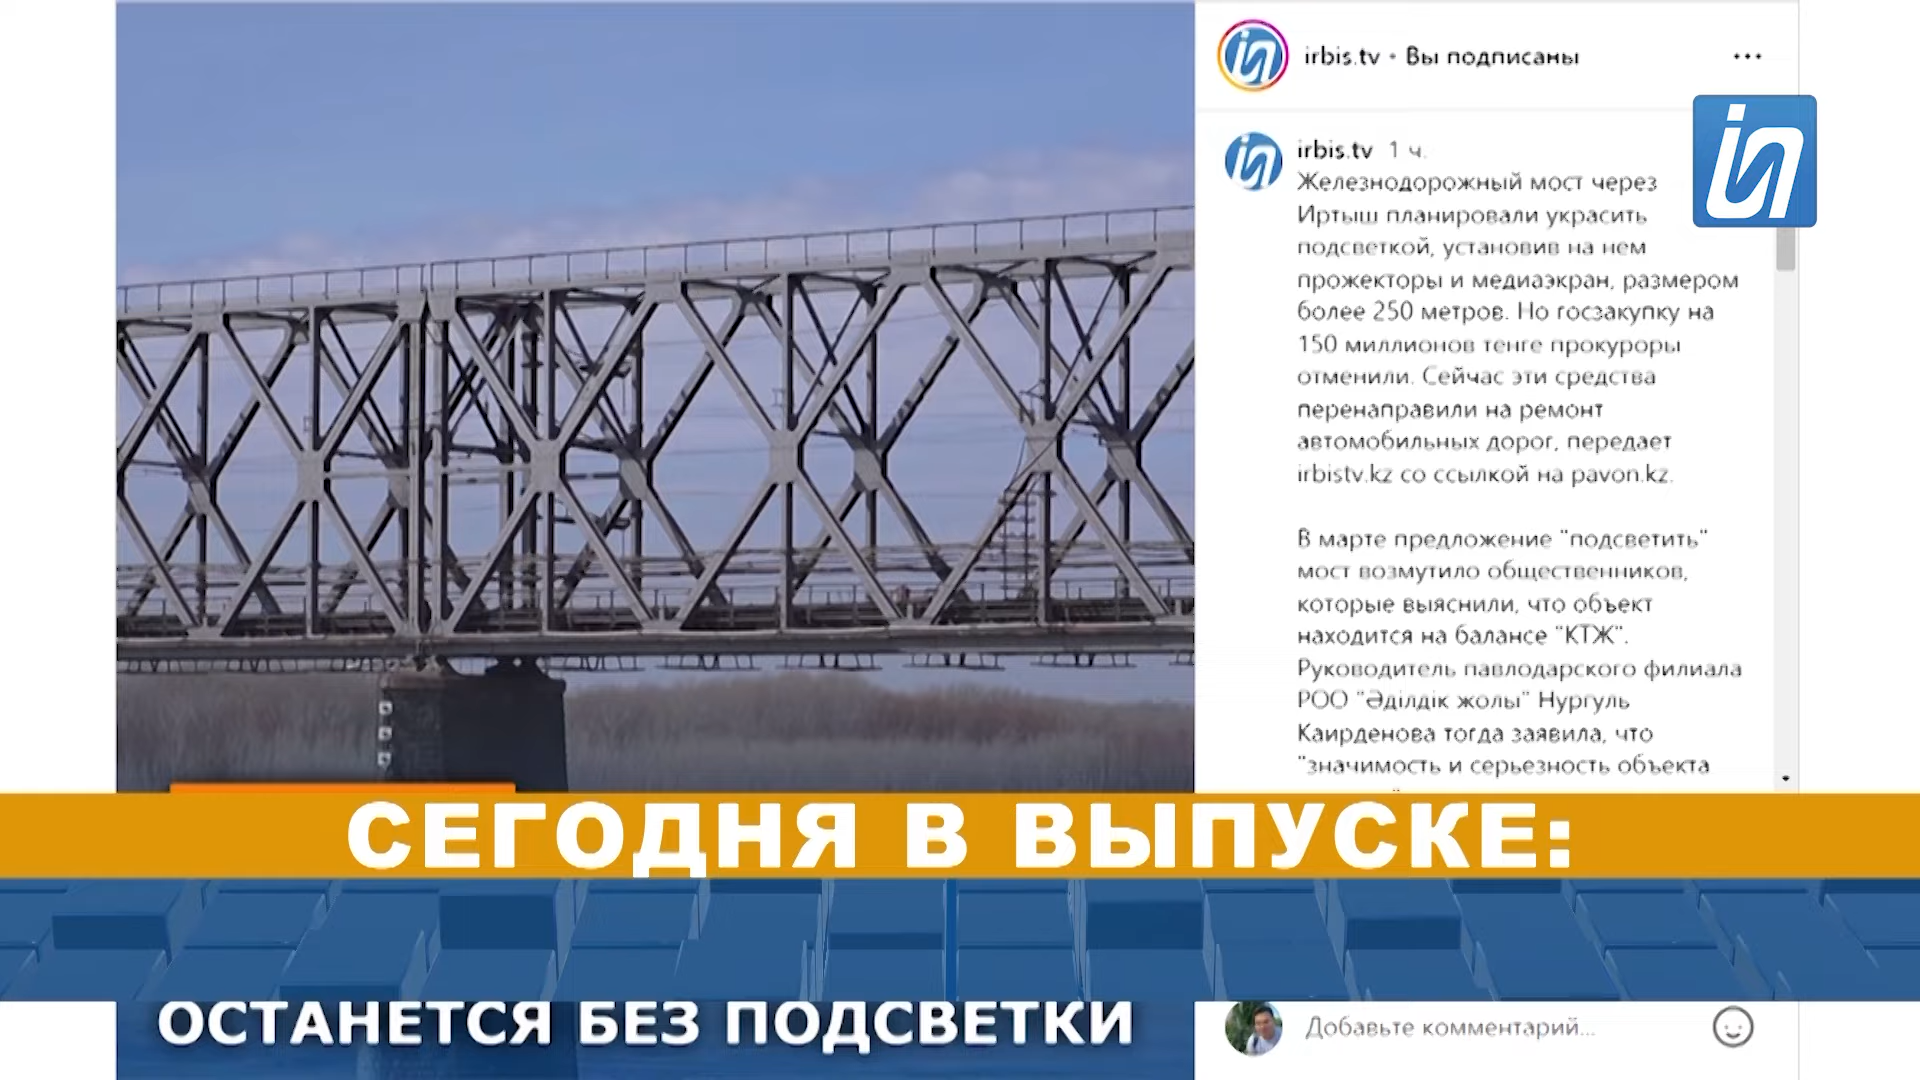 irbis.tv • Вы подписаны
irbis.tv 1 ч.
Железнодорожный мост через
Иртыш планировали украсить
подсветкой, установив на нем
прожекторы и медиаэкран, размером
более 250 метров. Но госзакупку на
150 миллионов тенге прокуроры
отменили. Сейчас эти средства
перенаправили на ремонт
автомобильных дорог, передает
irbistv.kz со ссылкой на pavon.kz.
В марте предложение "подсветить"
мост возмутило общественников,
которые выяснили, что объект
находится на балансе "КТЖ".
Руководитель павлодарского филиала
РОО "Әділдік жолы" Нургуль
Каирденова тогда заявила, что
"значимость и серьезность объекта
СЕГОДНЯ В ВЫПУСКЕ:
ОСТАНЕТСЯ БЕЗ ПОДСВЕТКИ
Добавьте комментарий...